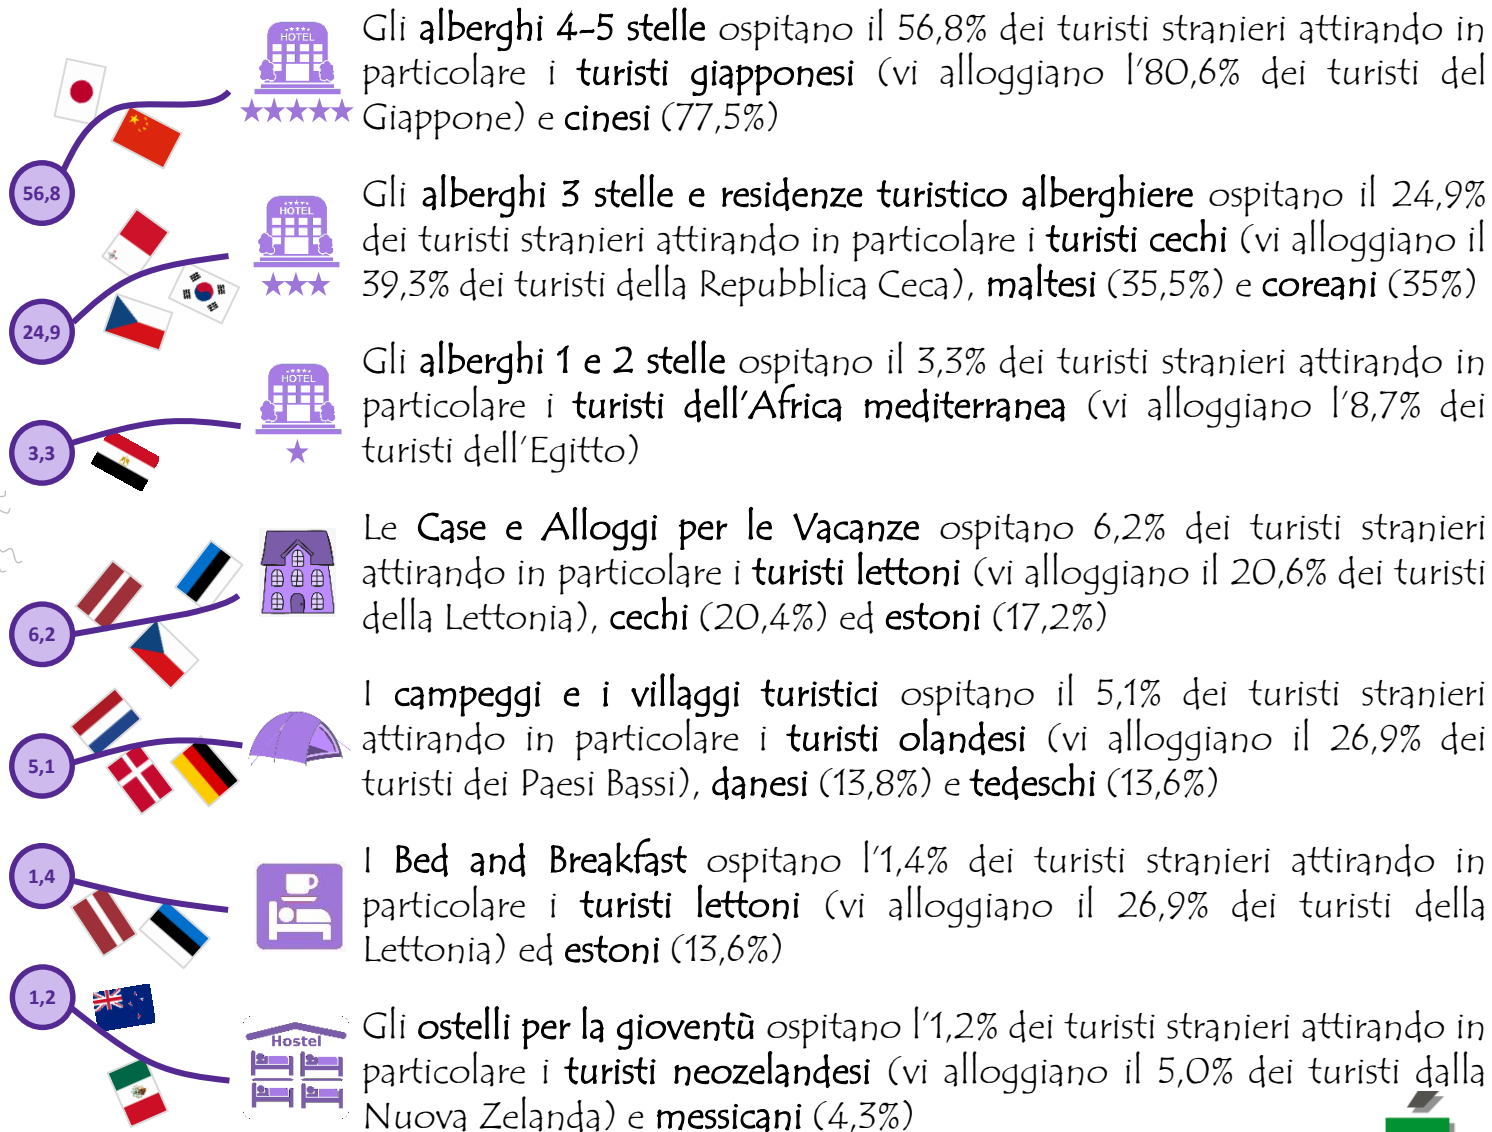 HOTEL
Gli alberghi 4-5 stelle ospitano il 56,8% dei turisti stranieri attirando in
particolare i turisti giapponesi (vi alloggiano l'80,6% dei turisti del
Giappone) e cinesi (77,5%)
56,8
HOTEL
Gli alberghi 3 stelle e residenze turistico alberghiere ospitano il 24,9%
dei turisti stranieri attirando in particolare i turisti cechi (vi alloggiano il
39,3% dei turisti della Repubblica Ceca), maltesi (35,5%) e coreani (35%)
24,9
HOTEL
Gli alberghi 1 e 2 stelle ospitano il 3,3% dei turisti stranieri attirando in
particolare i turisti dell'Africa mediterranea (vi alloggiano l'8,7% dei
turisti dell'Egitto)
3,3
Le Case e Alloggi per le Vacanze ospitano 6,2% dei turisti stranieri
attirando in particolare i turisti lettoni (vi alloggiano il 20,6% dei turisti
della Lettonia), cechi (20,4%) ed estoni (17,2%)
6,2
I campeggi e i villaggi turistici ospitano il 5,1% dei turisti stranieri
attirando in particolare i turisti olandesi (vi alloggiano il 26,9% dei
turisti dei Paesi Bassi), danesi (13,8%) e tedeschi (13,6%)
5,1
I Bed and Breakfast ospitano l'1,4% dei turisti stranieri attirando in
particolare i turisti lettoni (vi alloggiano il 26,9% dei turisti della
Lettonia) ed estoni (13,6%)
1,4
1,2
Hostel
Gli ostelli per la gioventù ospitano l'1,2% dei turisti stranieri attirando in
particolare i turisti neozelandesi (vi alloggiano il 5,0% dei turisti dalla
Nuova Zelanda) e messicani (4,3%)